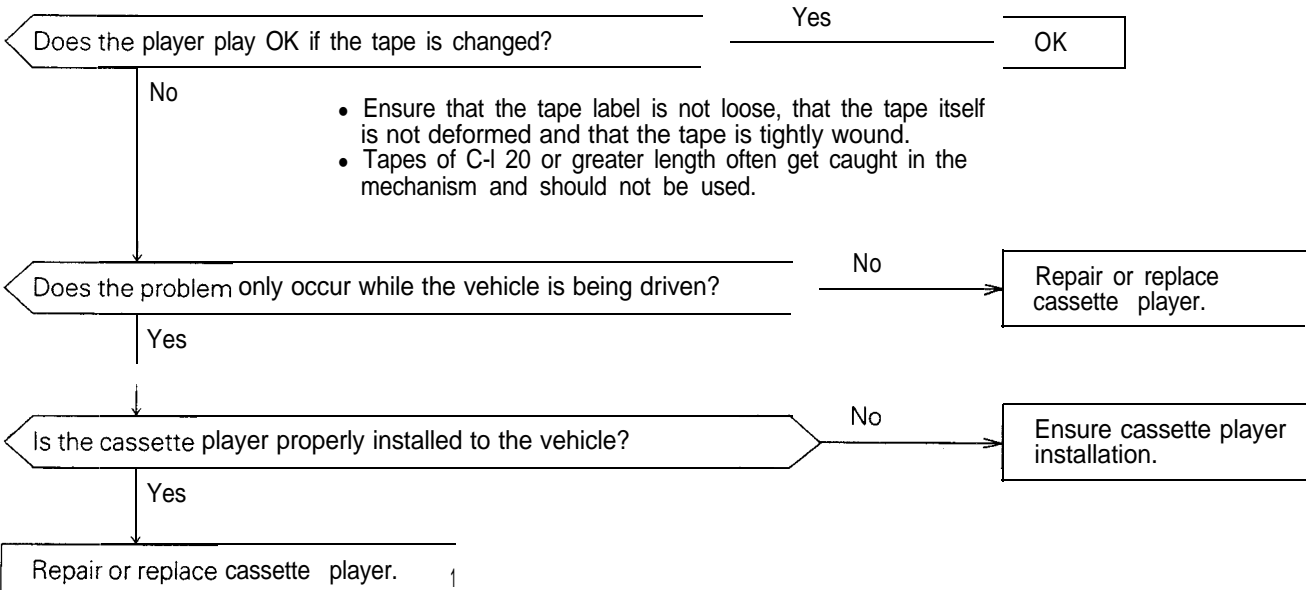 Does the player play OK if the tape is changed?
Yes
OK
No
• Ensure that the tape label is not loose, that the tape itself
is not deformed and that the tape is tightly wound.
• Tapes of C-l 20 or greater length often get caught in the
mechanism and should not be used.
Does the problem only occur while the vehicle is being driven?
No
Repair or replace
cassette player.
Yes
Is the cassette player properly installed to the vehicle?
No
Ensure cassette player
installation.
Yes
Repair or replace cassette player.